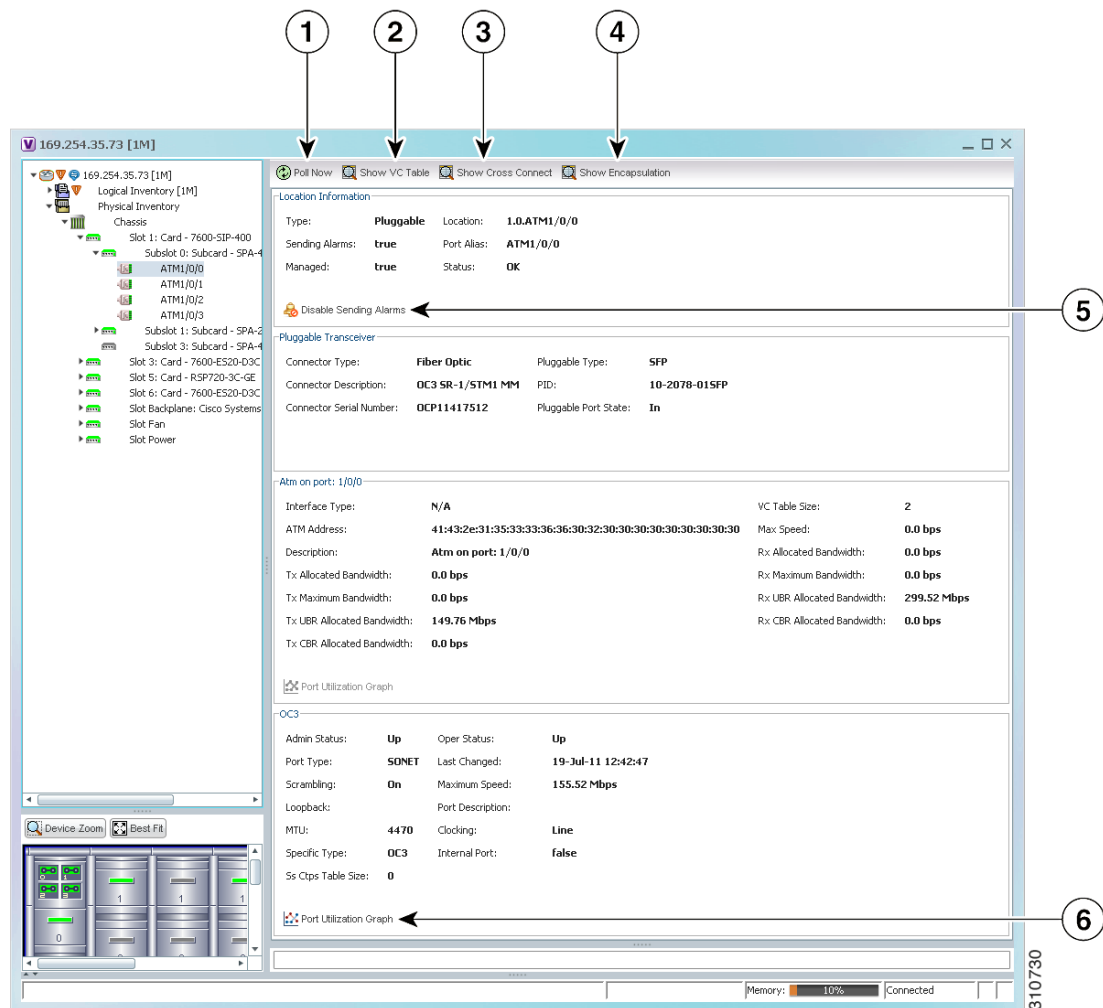 1 2 3 4
169.254.35.73 [1M]
169.254.35.73 [1M]
Logical Inventory [1M]
Physical Inventory
Chassis
Slot 1: Card - 7600-SIP-400
Subslot 0: Subcard - SPA-4
ATM1/0/0
ATM1/0/1
ATM1/0/2
ATM1/0/3
Subslot 1: Subcard - SPA-2
Subslot 3: Subcard - SPA-4
Slot 3: Card - 7600-ES20-D3C
Slot 5: Card - RSP720-3C-GE
Slot 6: Card - 7600-ES20-D3C
Slot Backplane: Cisco Systems
Slot Fan
Slot Power
Device Zoom Best Fit
1 1 1
0
Poll Now Show VC Table Show Cross Connect Show Encapsulation
Location Information
Type: Pluggable Location: 1.0.ATM1/0/0
Sending Alarms: true Port Alias: ATM1/0/0
Managed: true Status: OK
Disable Sending Alarms 5
Pluggable Transceiver
Connector Type: Fiber Optic Pluggable Type: SFP
Connector Description: OC3 SR-1/STM1 MM PID: 10-2078-01SFP
Connector Serial Number: OCP11417512 Pluggable Port State: In
Atm on port: 1/0/0
Interface Type: N/A VC Table Size: 2
ATM Address: 41:43:2e:31:35:33:33:36:36:30:32:30:30:30:30:30:30:30:30:30 Max Speed: 0.0 bps
Description: Atm on port: 1/0/0 Rx Allocated Bandwidth: 0.0 bps
Tx Allocated Bandwidth: 0.0 bps Rx Maximum Bandwidth: 0.0 bps
Tx Maximum Bandwidth: 0.0 bps Rx UBR Allocated Bandwidth: 299.52 Mbps
Tx UBR Allocated Bandwidth: 149.76 Mbps Rx CBR Allocated Bandwidth: 0.0 bps
Tx CBR Allocated Bandwidth: 0.0 bps
Port Utilization Graph
OC3
Admin Status: Up Oper Status: Up
Port Type: SONET Last Changed: 19-Jul-11 12:42:47
Scrambling: On Maximum Speed: 155.52 Mbps
Loopback: Port Description:
MTU: 4470 Clocking: Line
Specific Type: OC3 Internal Port: false
Ss Ctps Table Size: 0
Port Utilization Graph 6
Memory: 10% Connected
310730